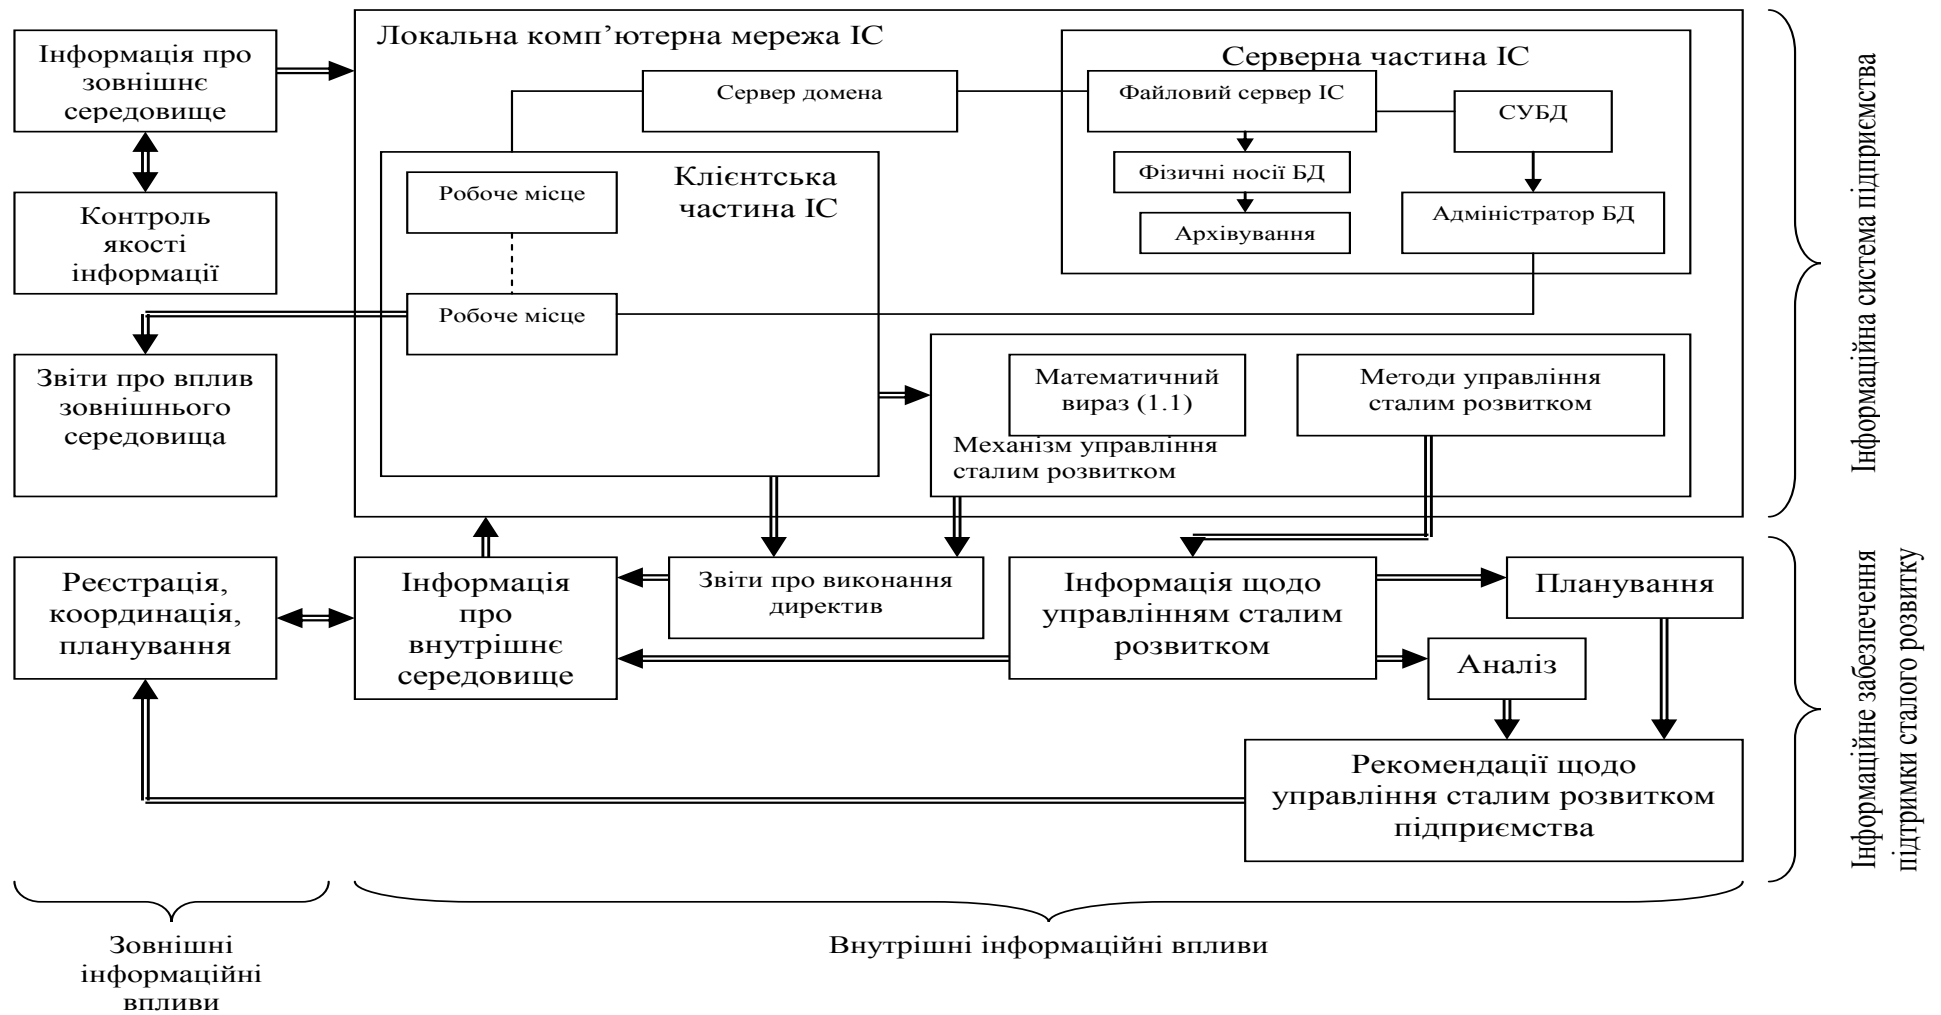 Інформація про
зовнішнє
середовище
Контроль
якості
інформації
Звіти про вплив
зовнішнього
середовища
Локальна комп’ютерна мережа ІС
Сервер домена
Серверна частина ІС
Файловий сервер ІС
СУБД
Фізичні носії БД
Архівування
Адміністратор БД
Клієнтська
частина ІС
Робоче місце
Робоче місце
Математичний
вираз (1.1)
Методи управління
сталим розвитком
Механізм управління
сталим розвитком
Інформаційна система підприємства
Реєстрація,
координація,
планування
Інформація
про
внутрішнє
середовище
Звіти про виконання
директив
Інформація щодо
управлінням сталим
розвитком
Планування
Аналіз
Рекомендації щодо
управління сталим розвитком
підприємства
Інформаційне забезпечення
підтримки сталого розвитку
Зовнішні
інформаційні
впливи
Внутрішні інформаційні впливи